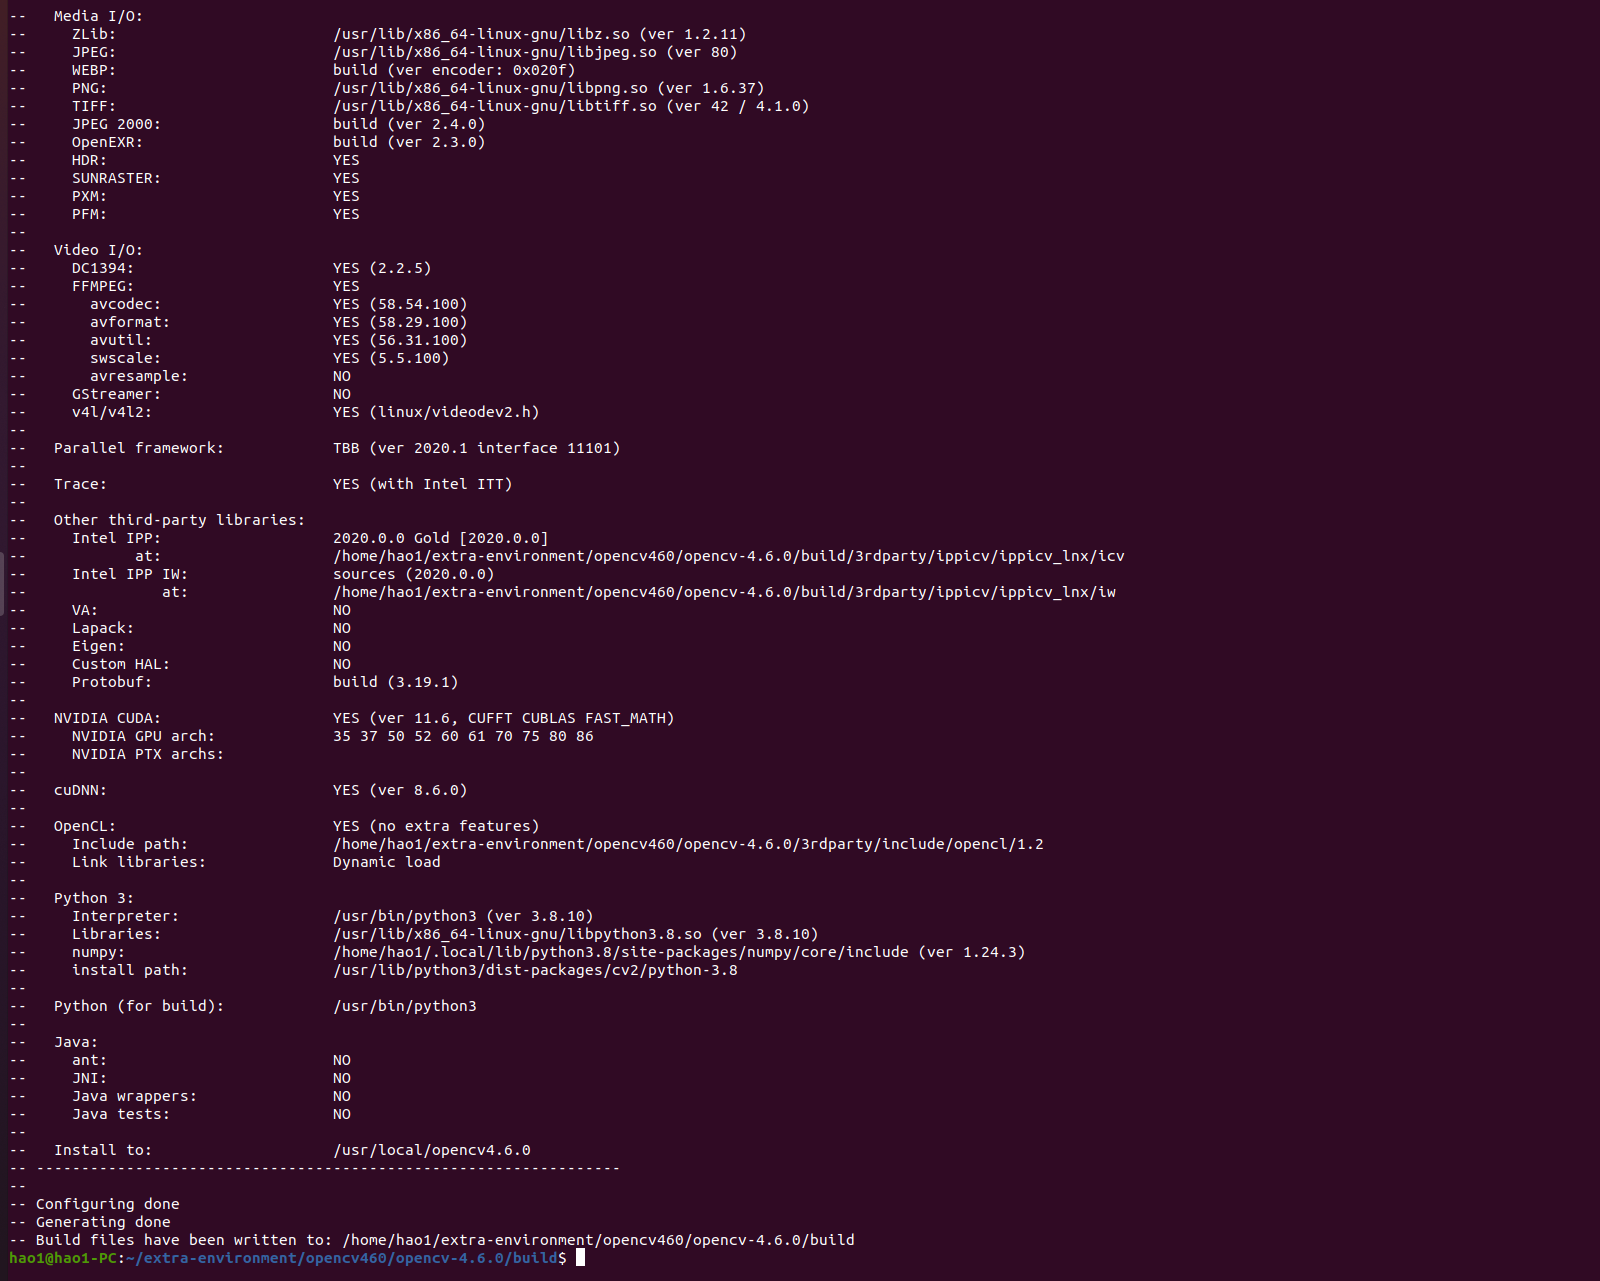 --   Media I/O:
--     ZLib:                        /usr/lib/x86_64-linux-gnu/libz.so (ver 1.2.11)
--     JPEG:                        /usr/lib/x86_64-linux-gnu/libjpeg.so (ver 80)
--     WEBP:                        build (ver encoder: 0x020f)
--     PNG:                         /usr/lib/x86_64-linux-gnu/libpng.so (ver 1.6.37)
--     TIFF:                        /usr/lib/x86_64-linux-gnu/libtiff.so (ver 42 / 4.1.0)
--     JPEG 2000:                   build (ver 2.4.0)
--     OpenEXR:                     build (ver 2.3.0)
--     HDR:                         YES
--     SUNRASTER:                   YES
--     PXM:                         YES
--     PFM:                         YES
--
--   Video I/O:
--     DC1394:                      YES (2.2.5)
--     FFMPEG:                      YES
--       avcodec:                   YES (58.54.100)
--       avformat:                  YES (58.29.100)
--       avutil:                    YES (56.31.100)
--       swscale:                   YES (5.5.100)
--       avresample:                NO
--     GStreamer:                   NO
--     v4l/v4l2:                    YES (linux/videodev2.h)
--
--   Parallel framework:            TBB (ver 2020.1 interface 11101)
--
--   Trace:                         YES (with Intel ITT)
--
--   Other third-party libraries:
--     Intel IPP:                   2020.0.0 Gold [2020.0.0]
--            at:                   /home/hao1/extra-environment/opencv460/opencv-4.6.0/build/3rdparty/ippicv/ippicv_lnx/icv
--     Intel IPP IW:                sources (2020.0.0)
--               at:                /home/hao1/extra-environment/opencv460/opencv-4.6.0/build/3rdparty/ippicv/ippicv_lnx/iw
--     VA:                          NO
--     Lapack:                      NO
--     Eigen:                       NO
--     Custom HAL:                  NO
--     Protobuf:                    build (3.19.1)
--
--   NVIDIA CUDA:                   YES (ver 11.6, CUFFT CUBLAS FAST_MATH)
--     NVIDIA GPU arch:             35 37 50 52 60 61 70 75 80 86
--     NVIDIA PTX archs:
--
--   cuDNN:                         YES (ver 8.6.0)
--
--   OpenCL:                        YES (no extra features)
--     Include path:                /home/hao1/extra-environment/opencv460/opencv-4.6.0/3rdparty/include/opencl/1.2
--     Link libraries:              Dynamic load
--
--   Python 3:
--     Interpreter:                 /usr/bin/python3 (ver 3.8.10)
--     Libraries:                   /usr/lib/x86_64-linux-gnu/libpython3.8.so (ver 3.8.10)
--     numpy:                       /home/hao1/.local/lib/python3.8/site-packages/numpy/core/include (ver 1.24.3)
--     install path:                /usr/lib/python3/dist-packages/cv2/python-3.8
--
--   Python (for build):            /usr/bin/python3
--
--   Java:
--     ant:                         NO
--     JNI:                         NO
--     Java wrappers:               NO
--     Java tests:                  NO
--
--   Install to:                    /usr/local/opencv4.6.0
-- -----------------------------------------------------------------
--
-- Configuring done
-- Generating done
-- Build files have been written to: /home/hao1/extra-environment/opencv460/opencv-4.6.0/build
hao1@hao1-PC:~/extra-environment/opencv460/opencv-4.6.0/build$